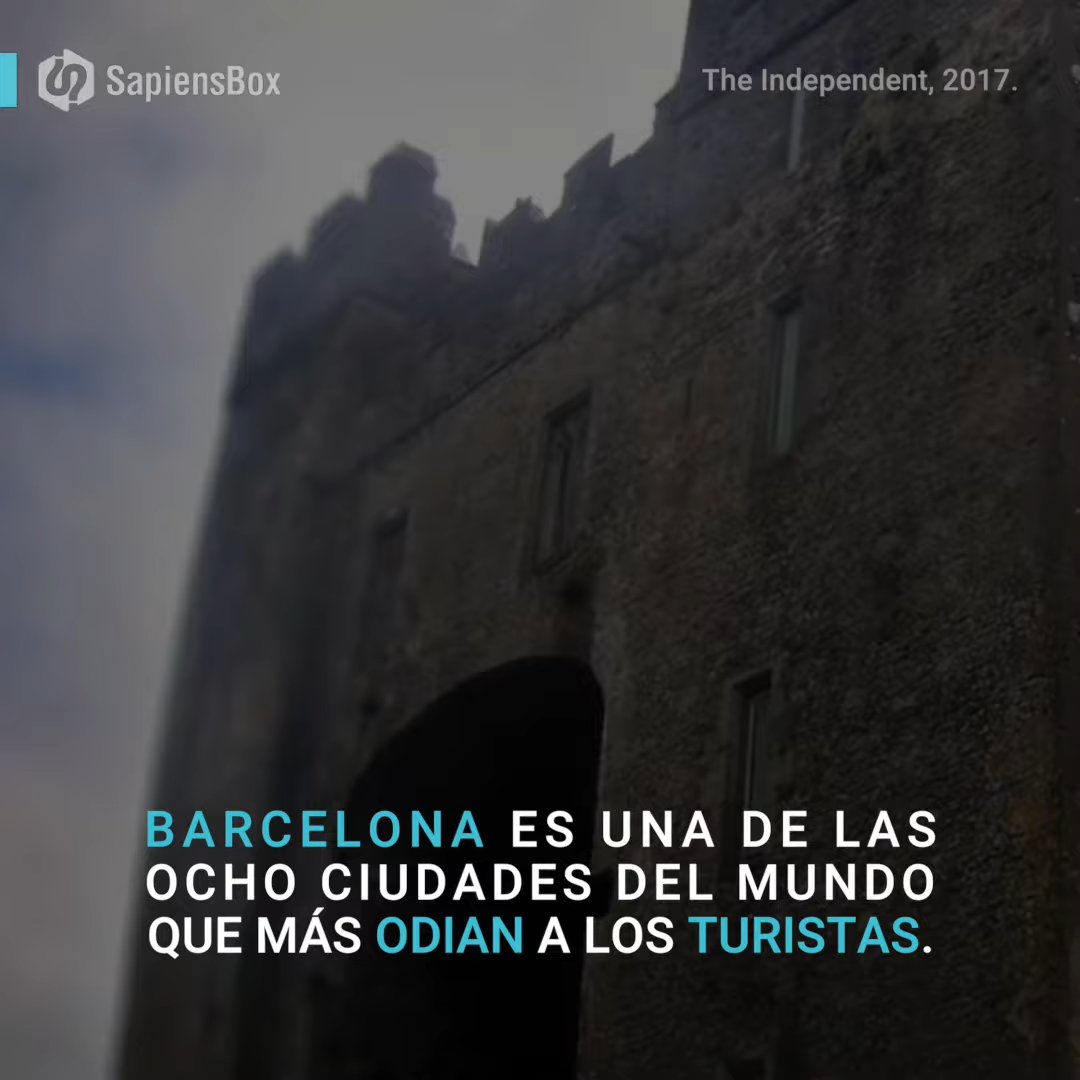 SapiensBox
The Independent, 2017.
BARCELONA ES UNA DE LAS
OCHO CIUDADES DEL MUNDO
QUE MÁS ODIAN A LOS TURISTAS.